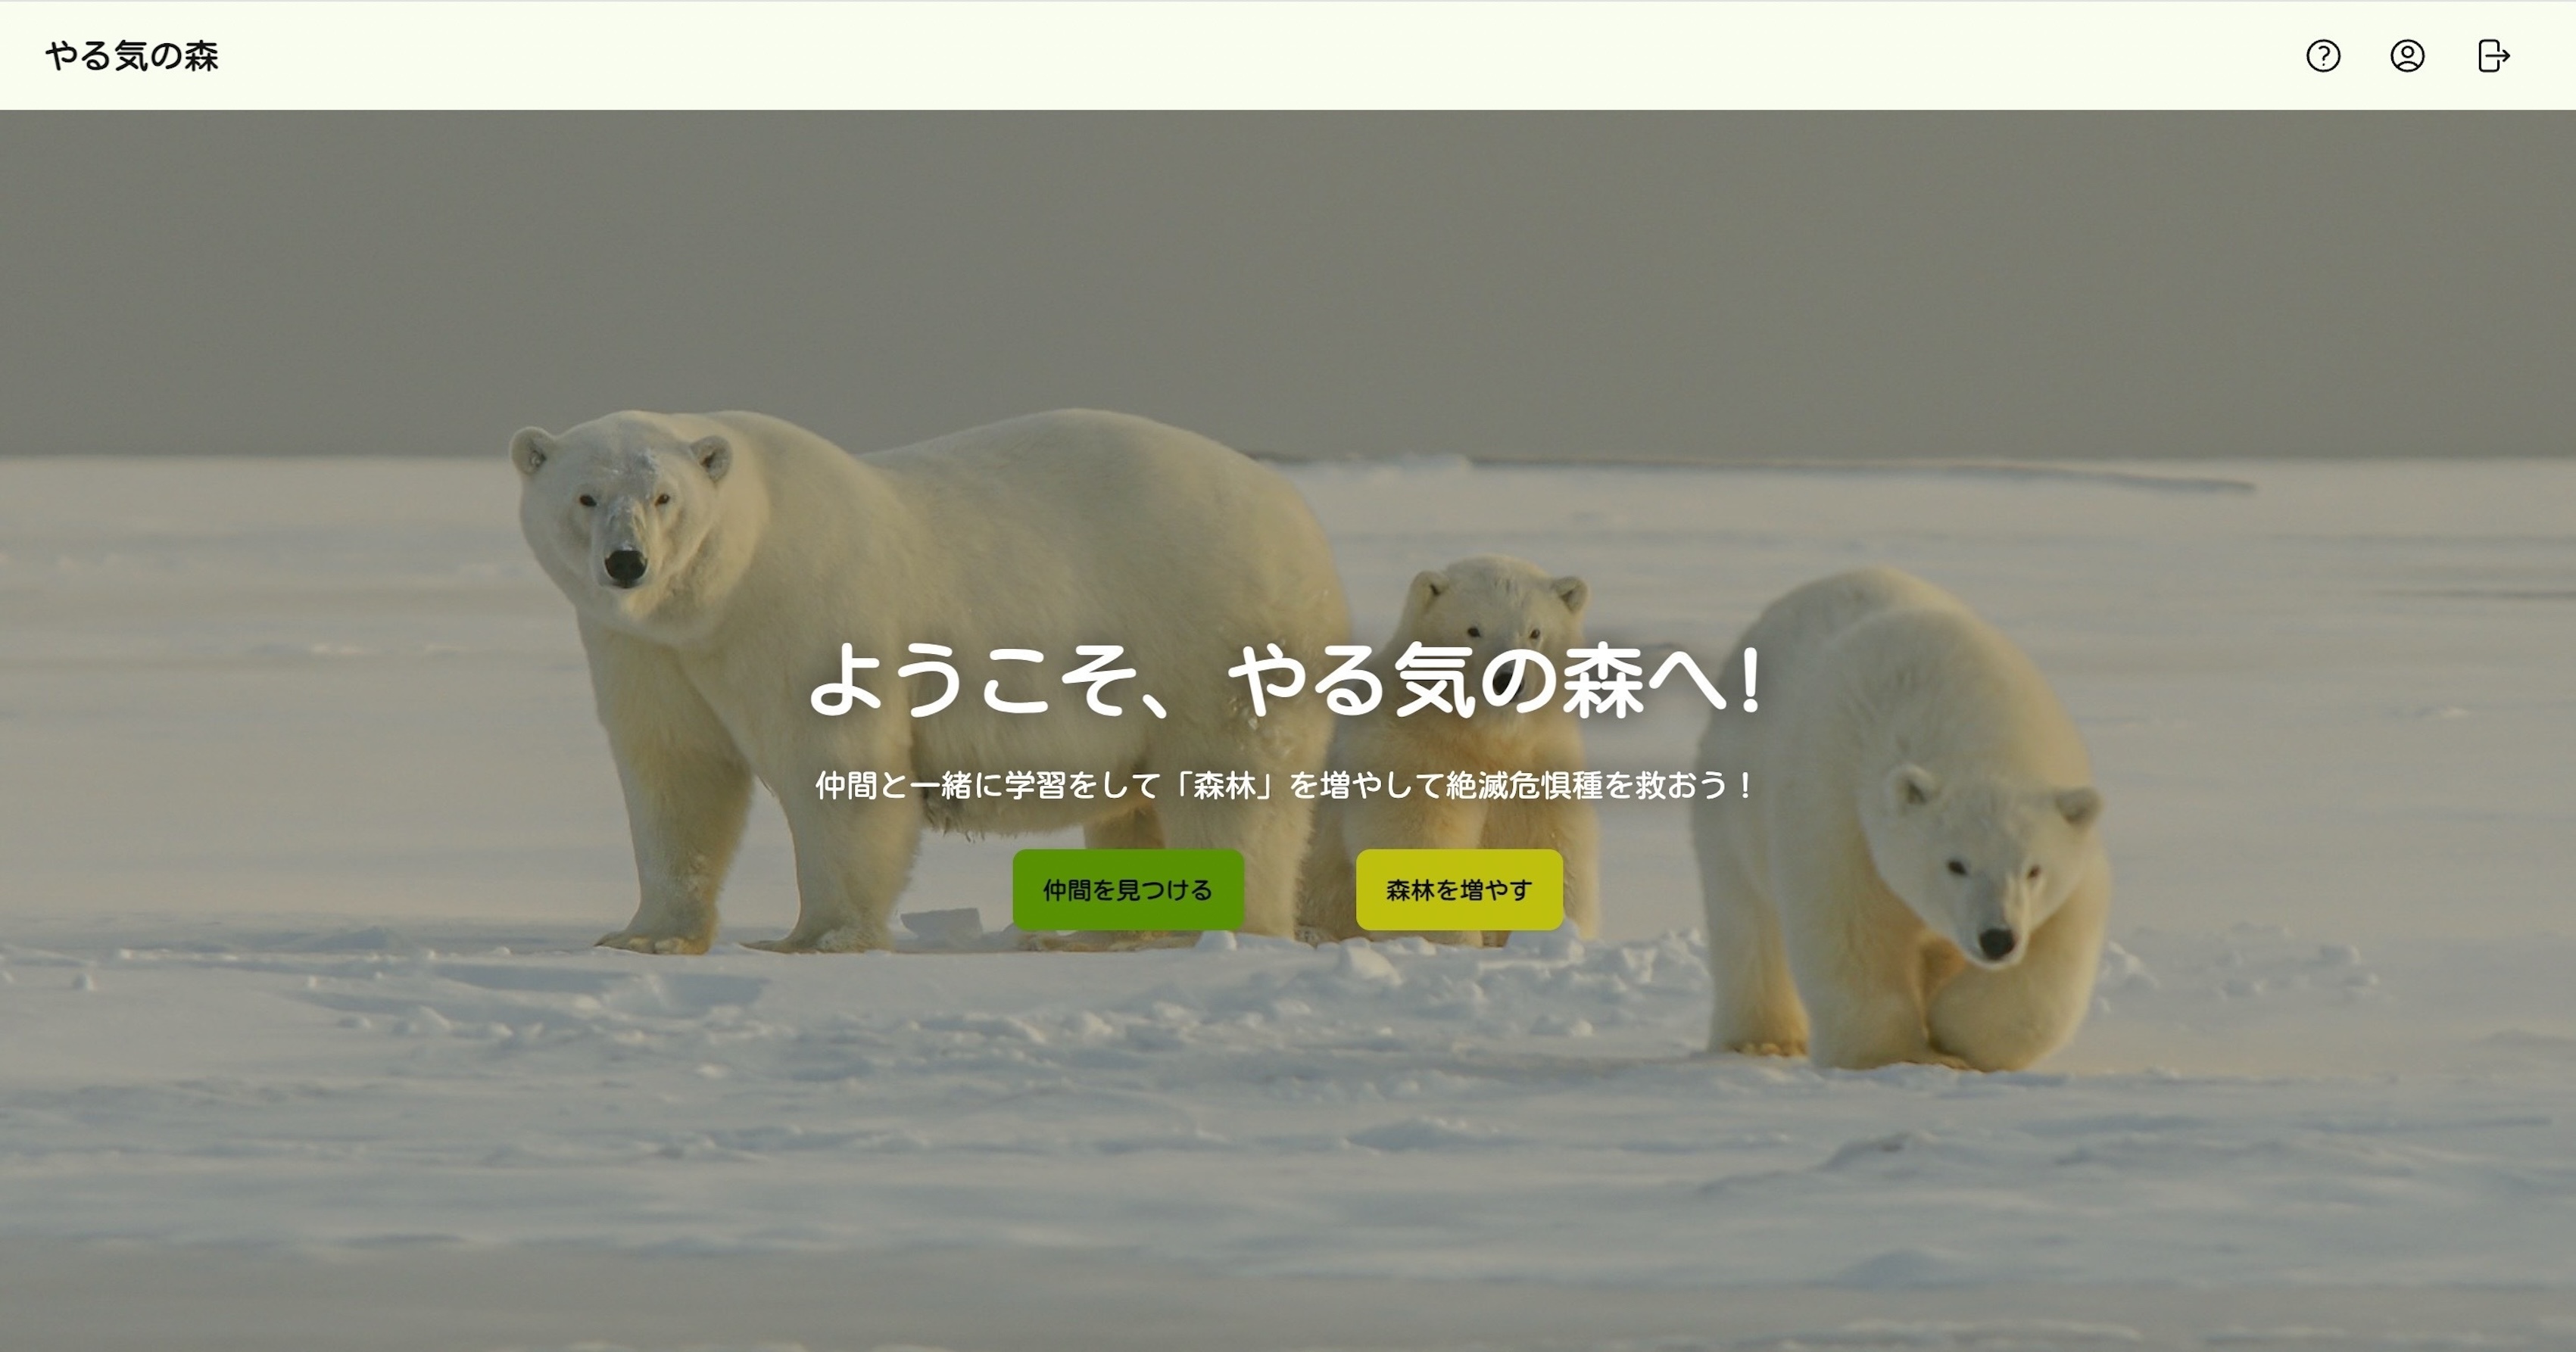 やる気の森
ようこそ、やる気の森へ!
仲間と一緒に学習をして「森林」を増やして絶滅危惧種を救おう！
仲間を見つける
森林を増やす